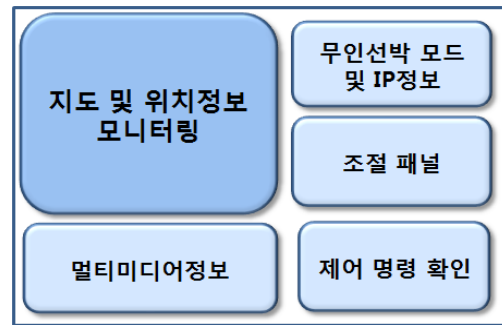 지도 및 위치정보
모니터링
무인선박 모드
및 IP정보
조절 패널
멀티미디어정보
제어 명령 확인